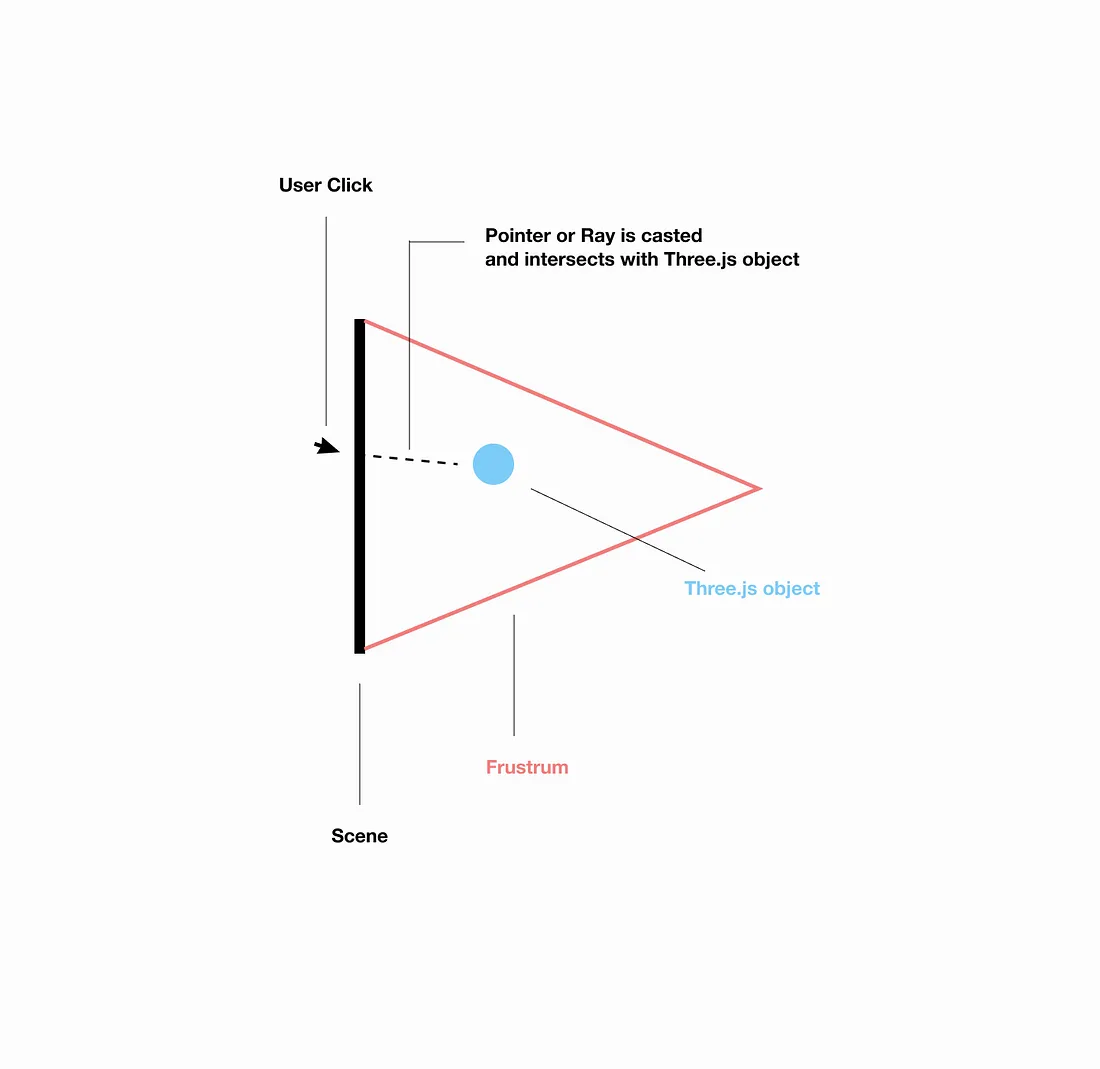 User Click
Pointer or Ray is casted
and intersects with Three.js object
Three.js object
Frustrum
Scene